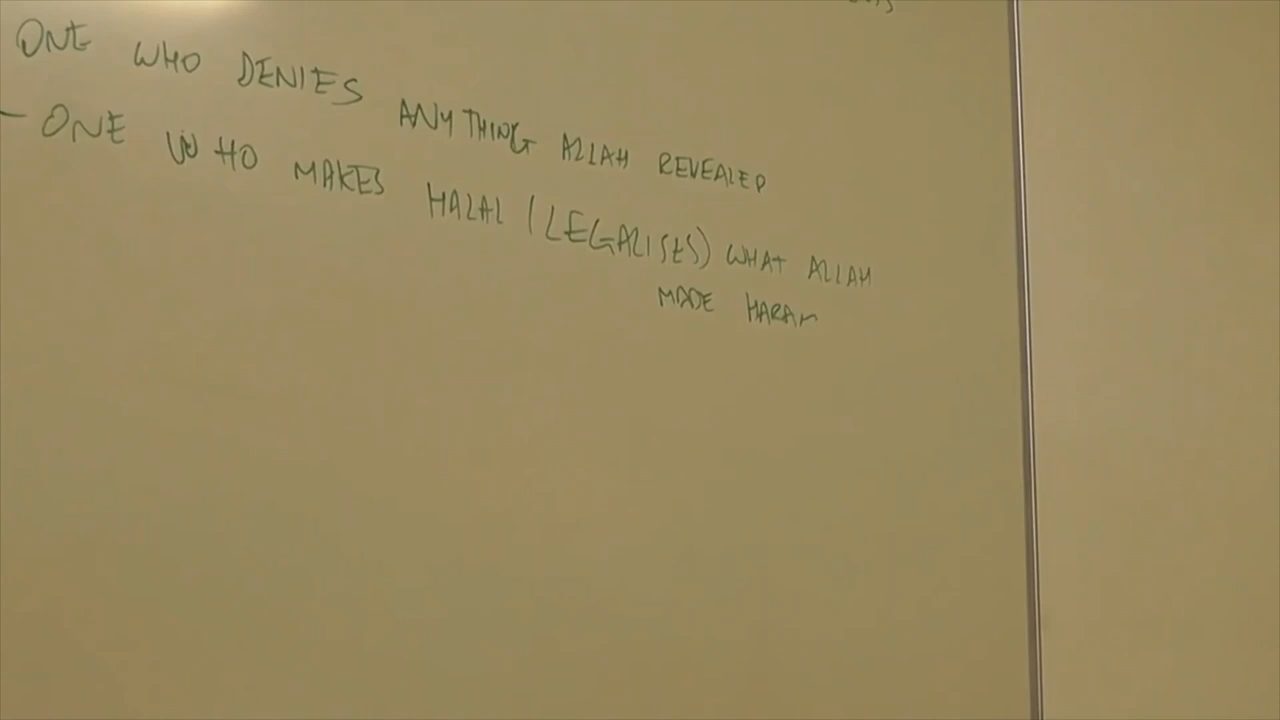 ONE WHO DENIES ANYTHING ALLAH REVEALED
- ONE WHO MAKES HALAL (LEGALISES) WHAT ALLAH
MADE HARAM